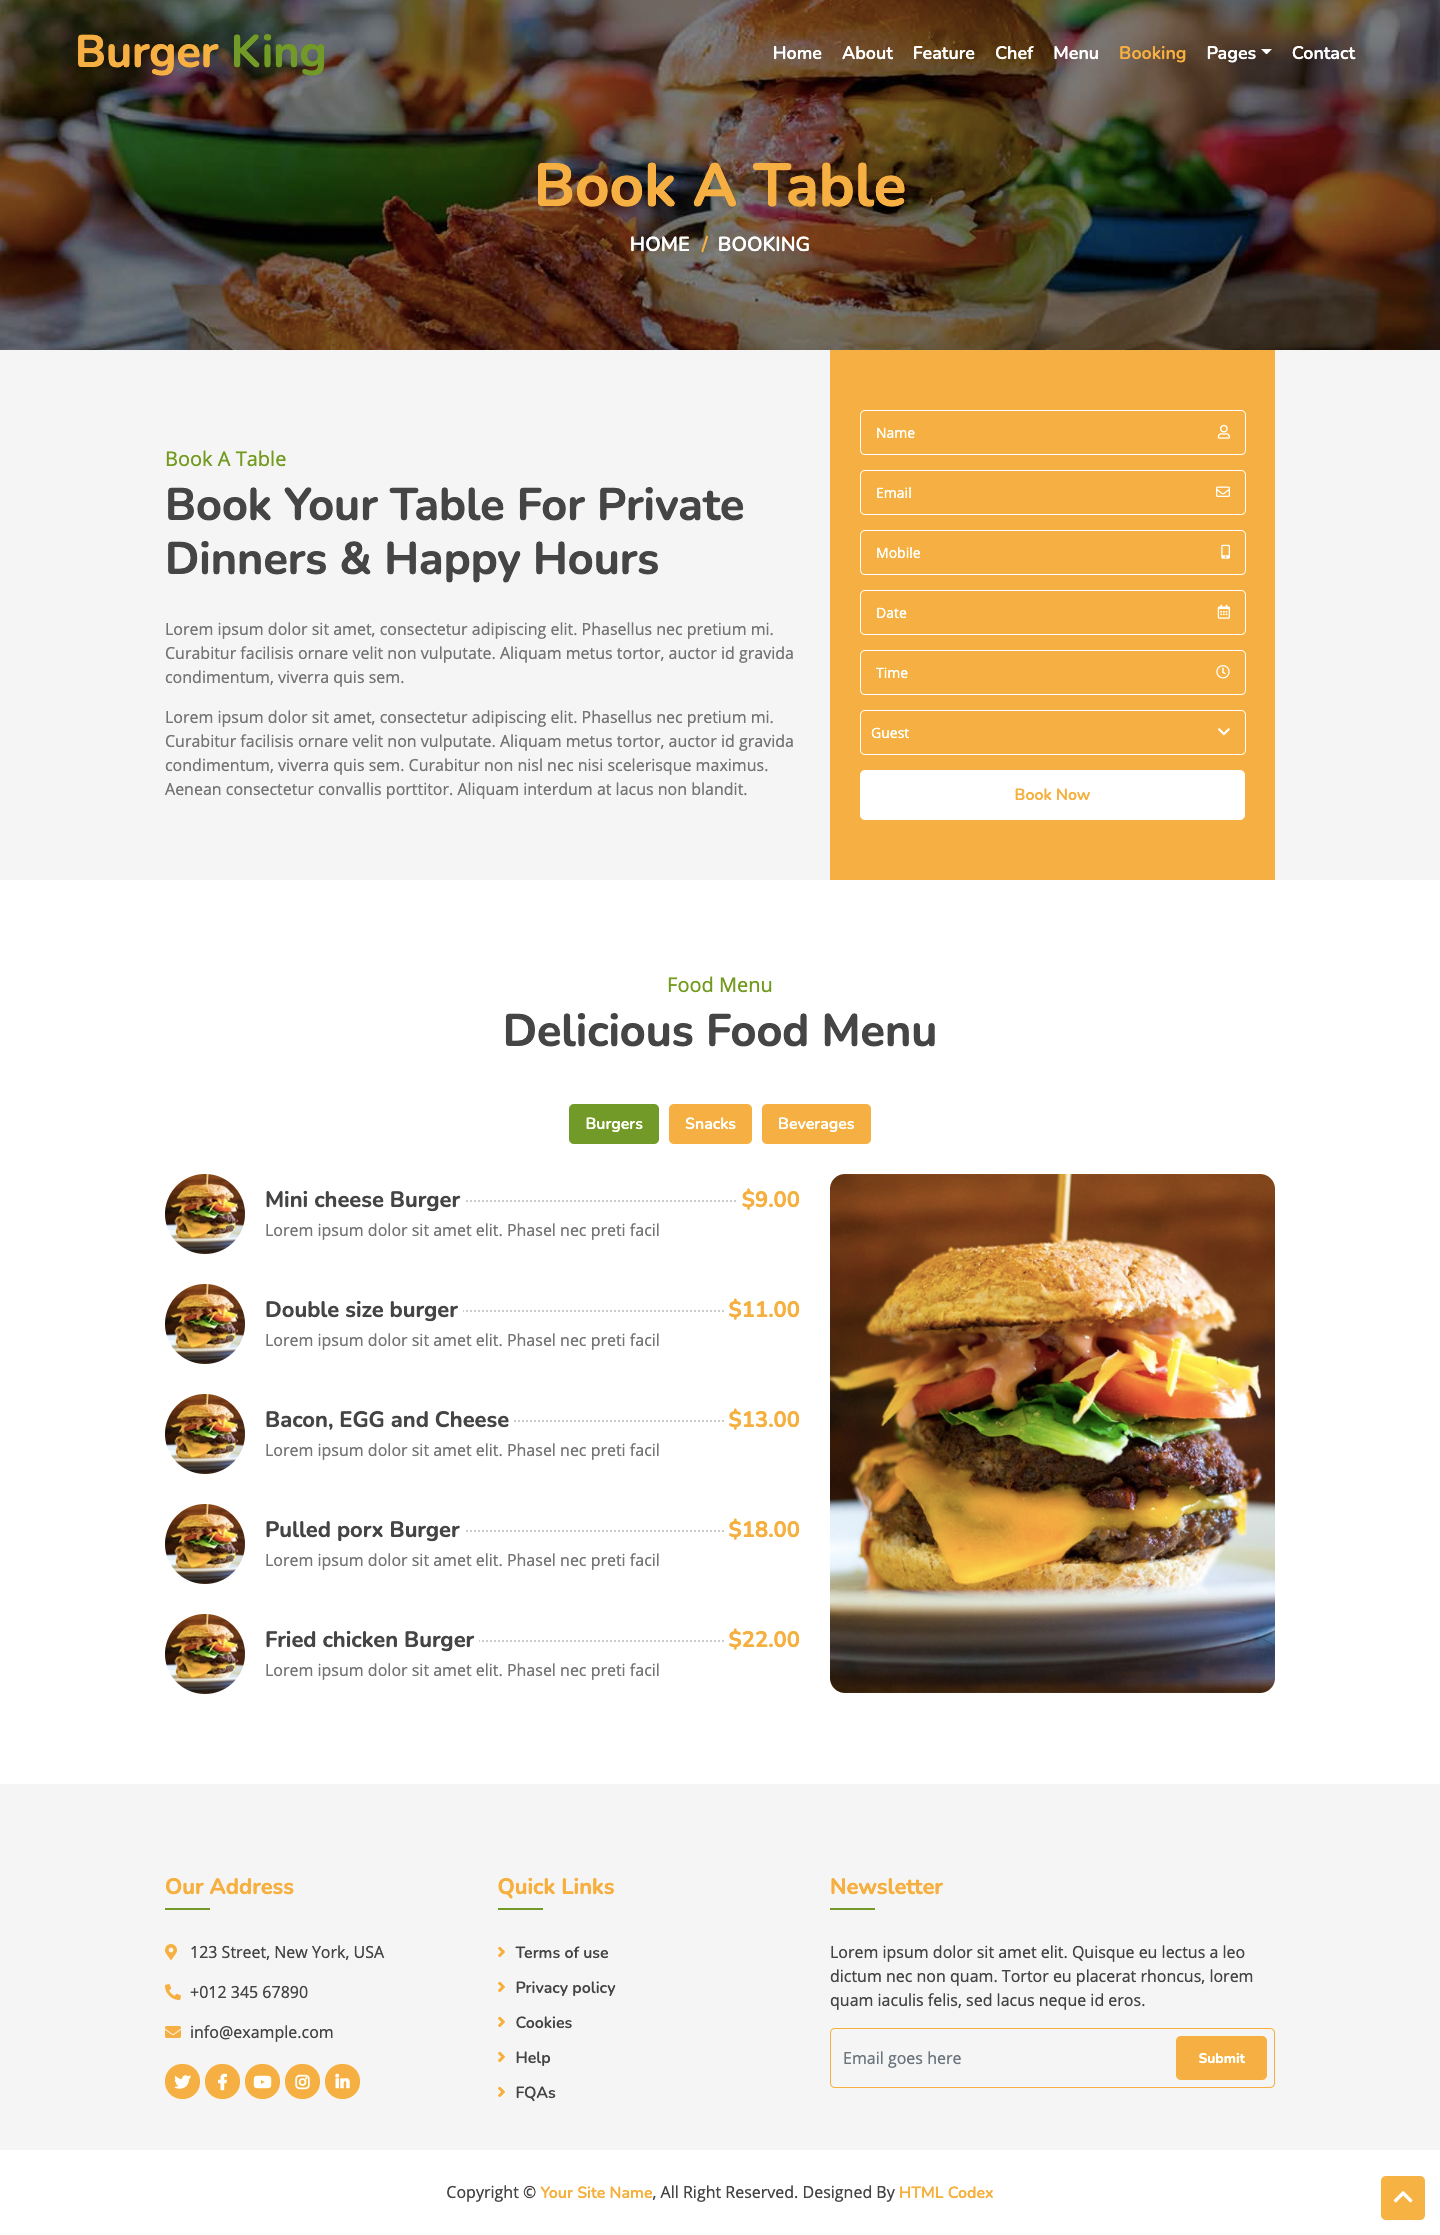 Burger King
Home About Feature Chef Menu Booking Pages Contact
Book A Table
HOME / BOOKING
Book A Table
Book Your Table For Private
Dinners & Happy Hours
Lorem ipsum dolor sit amet, consectetur adipiscing elit. Phasellus nec pretium mi.
Curabitur facilisis ornare velit non vulputate. Aliquam metus tortor, auctor id gravida
condimentum, viverra quis sem.
Lorem ipsum dolor sit amet, consectetur adipiscing elit. Phasellus nec pretium mi.
Curabitur facilisis ornare velit non vulputate. Aliquam metus tortor, auctor id gravida
condimentum, viverra quis sem. Curabitur non nisl nec nisi scelerisque maximus.
Aenean consectetur convallis porttitor. Aliquam interdum at lacus non blandit.
Name
Email
Mobile
Date
Time
Guest
Book Now
Food Menu
Delicious Food Menu
Burgers Snacks Beverages
Mini cheese Burger $9.00
Lorem ipsum dolor sit amet elit. Phasel nec preti facil
Double size burger $11.00
Lorem ipsum dolor sit amet elit. Phasel nec preti facil
Bacon, EGG and Cheese $13.00
Lorem ipsum dolor sit amet elit. Phasel nec preti facil
Pulled porx Burger $18.00
Lorem ipsum dolor sit amet elit. Phasel nec preti facil
Fried chicken Burger $22.00
Lorem ipsum dolor sit amet elit. Phasel nec preti facil
Our Address
123 Street, New York, USA
+012 345 67890
info@example.com
Quick Links
Terms of use
Privacy policy
Cookies
Help
FQAs
Newsletter
Lorem ipsum dolor sit amet elit. Quisque eu lectus a leo
dictum nec non quam. Tortor eu placerat rhoncus, lorem
quam iaculis felis, sed lacus neque id eros.
Email goes here Submit
Copyright © Your Site Name, All Right Reserved. Designed By HTML Codex